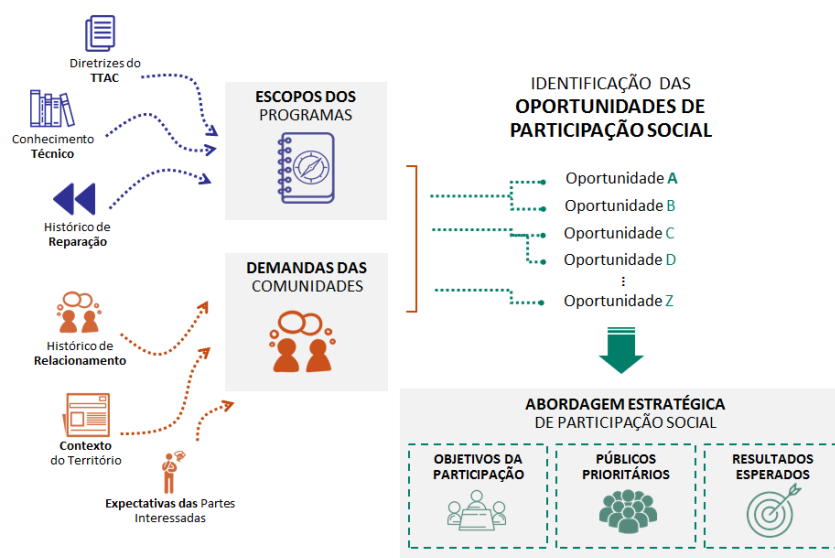 Diretrizes do
TTAC
Conhecimento
Técnico
Histórico de
Reparação
ESCOPOS DOS
PROGRAMAS
Histórico de
Relacionamento
Contexto
do Território
Expectativas das Partes
Interessadas
DEMANDAS DAS
COMUNIDADES
IDENTIFICAÇÃO DAS
OPORTUNIDADES DE
PARTICIPAÇÃO SOCIAL
Oportunidade A
Oportunidade B
Oportunidade C
Oportunidade D
Oportunidade Z
ABORDAGEM ESTRATÉGICA
DE PARTICIPAÇÃO SOCIAL
OBJETIVOS DA
PARTICIPAÇÃO
PÚBLICOS
PRIORITÁRIOS
RESULTADOS
ESPERADOS